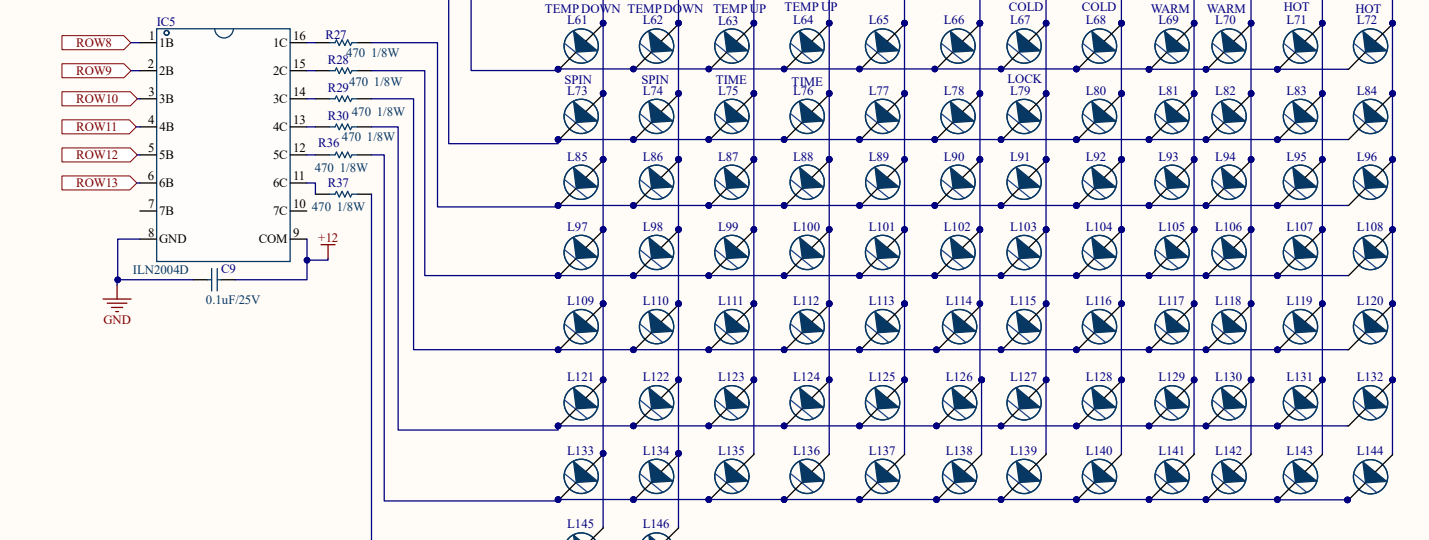 TEMP DOWN TEMP DOWN TEMP UP TEMP UP COLD COLD WARM WARM HOT HOT
L61 L62 L63 L64 L65 L66 L67 L68 L69 L70 L71 L72
SPIN SPIN TIME TIME LOCK
L73 L74 L75 L76 L77 L78 L79 L80 L81 L82 L83 L84
L85 L86 L87 L88 L89 L90 L91 L92 L93 L94 L95 L96
L97 L98 L99 L100 L101 L102 L103 L104 L105 L106 L107 L108
L109 L110 L111 L112 L113 L114 L115 L116 L117 L118 L119 L120
L121 L122 L123 L124 L125 L126 L127 L128 L129 L130 L131 L132
L133 L134 L135 L136 L137 L138 L139 L140 L141 L142 L143 L144
L145 L146
IC5
ROW8 1 1B 1C 16 R27
470 1/8W
ROW9 2 2B 2C 15 R28
470 1/8W
ROW10 3 3B 3C 14 R29
470 1/8W
ROW11 4 4B 4C 13 R30
470 1/8W
ROW12 5 5B 5C 12 R36
470 1/8W
ROW13 6 6B 6C 11 R37
470 1/8W
7 7B 7C 10
8 GND COM 9 +12
ILN2004D C9
0.1uF/25V
GND